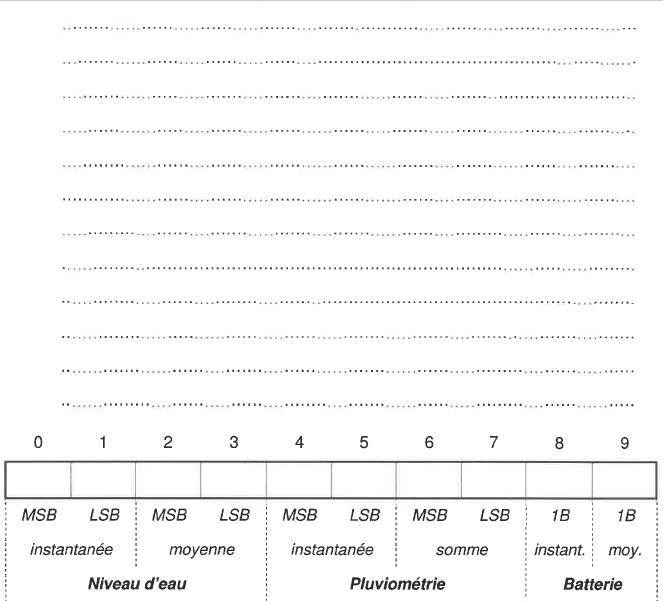 0 1 2 3 4 5 6 7 8 9
MSB LSB MSB LSB MSB LSB MSB LSB 1B 1B
instantanée moyenne instantanée somme instant. moy.
Niveau d'eau Pluviométrie Batterie